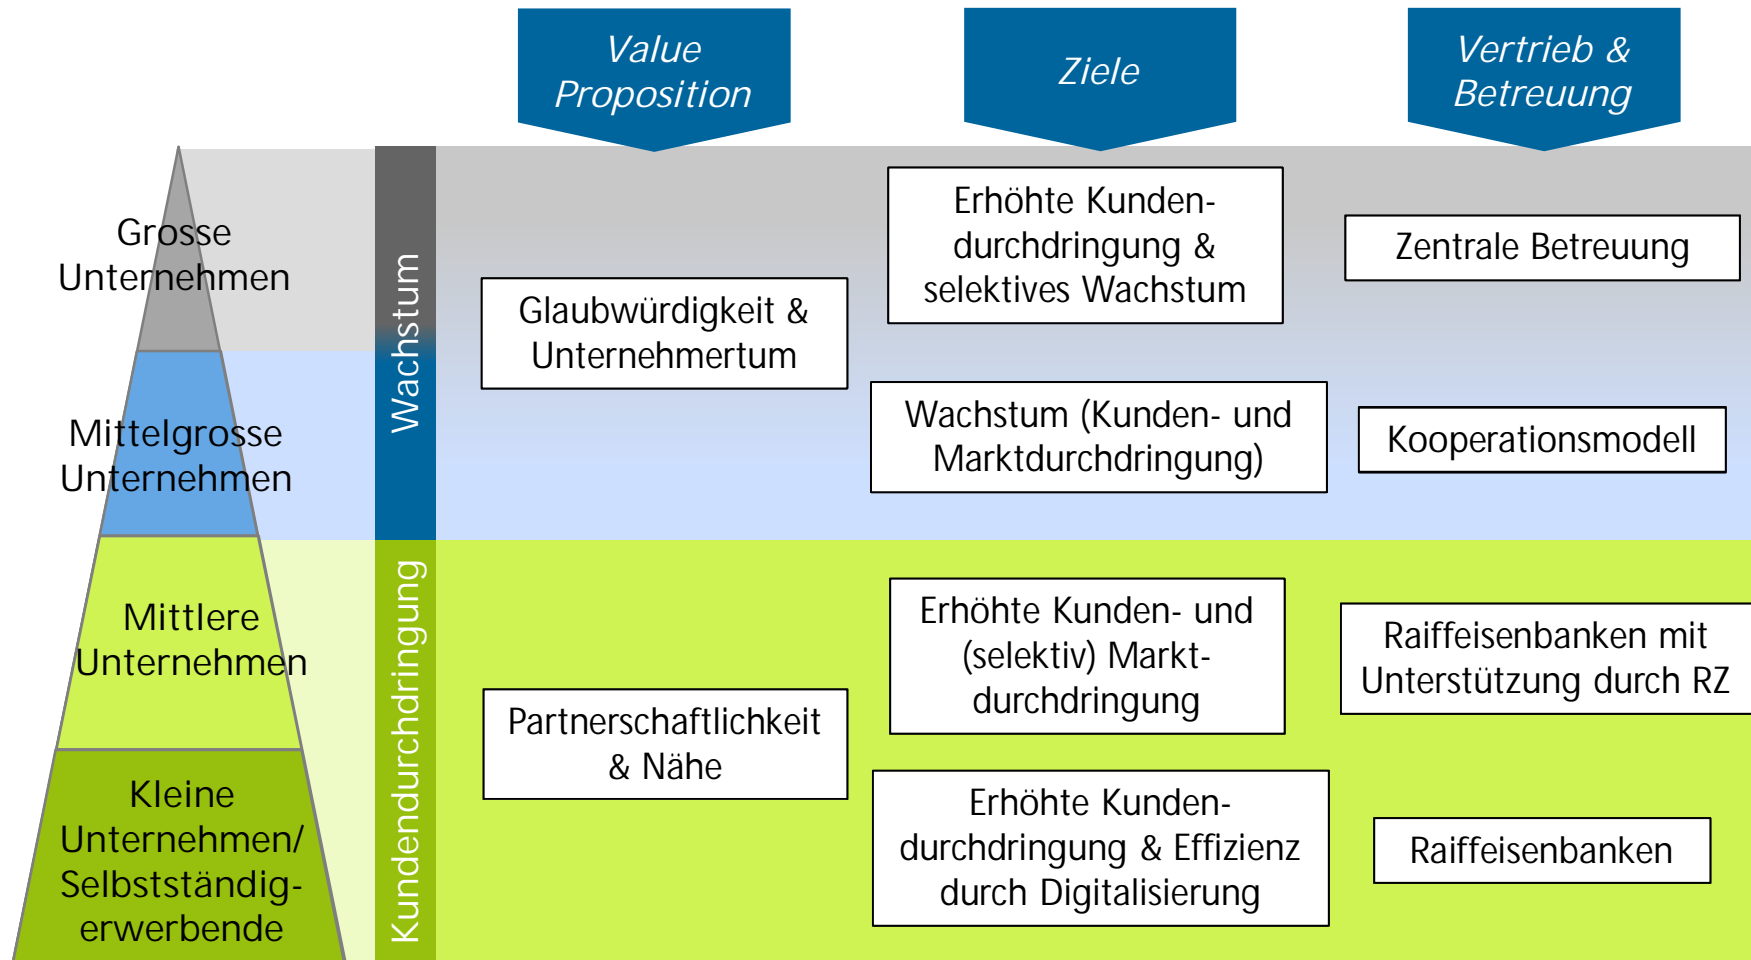 Value
Proposition
Ziele
Vertrieb &
Betreuung
Grosse
Unternehmen
Mittelgrosse
Unternehmen
Mittlere
Unternehmen
Kleine
Unternehmen/
Selbstständig-
erwerbende
Wachstum
Kundendurchdringung
Glaubwürdigkeit &
Unternehmertum
Partnerschaftlichkeit
& Nähe
Erhöhte Kunden-
durchdringung &
selektives Wachstum
Wachstum (Kunden- und
Marktdurchdringung)
Erhöhte Kunden- und
(selektiv) Markt-
durchdringung
Erhöhte Kunden-
durchdringung & Effizienz
durch Digitalisierung
Zentrale Betreuung
Kooperationsmodell
Raiffeisenbanken mit
Unterstützung durch RZ
Raiffeisenbanken